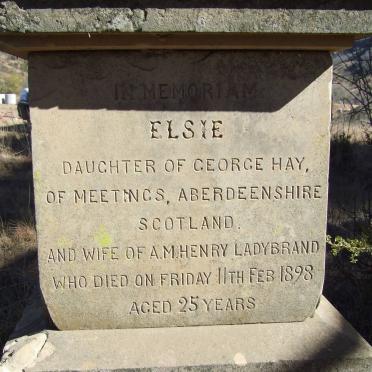 IN MEMORIAM
ELSIE
DAUGHTER OF GEORGE HAY,
OF MEETINGS, ABERDEENSHIRE
SCOTLAND.
AND WIFE OF A.M. HENRY LADYBRAND
WHO DIED ON FRIDAY 11TH FEB 1898
AGED 25 YEARS